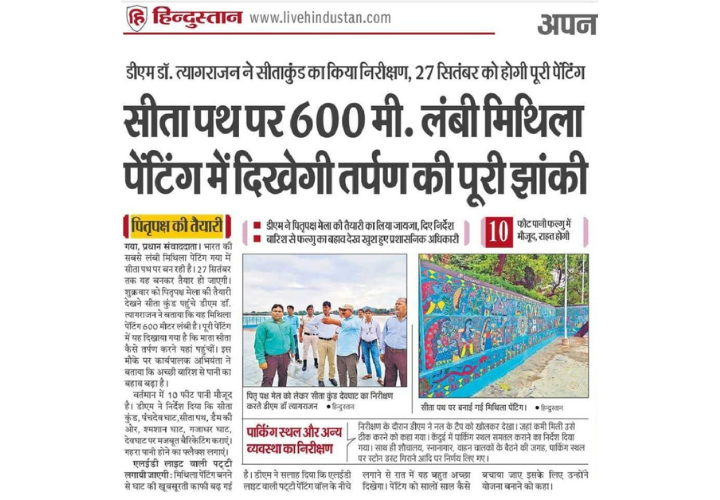 हिन्दुस्तान www.livehindustan.com
अपन
डीएम डॉ. त्यागराजन ने सीताकुंड का किया निरीक्षण, 27 सितंबर को होगी पूरी पेंटिंग
सीता पथ पर 600 मी. लंबी मिथिला
पेंटिंग में दिखेगी तर्पण की पूरी झांकी
पितृपक्ष की तैयारी
गया, प्रधान संवाददाता। भारत की
सबसे लंबी मिथिला पेंटिंग गया में
सीता पथ पर बन रही है। 27 सितंबर
तक यह बनकर तैयार हो जाएगी।
शुक्रवार को पितृपक्ष मेला की तैयारी
देखने सीता कुंड पहुंचे डीएम डॉ.
त्यागराजन ने बताया कि यह मिथिला
पेंटिंग 600 मीटर लंबी है। पूरी पेंटिंग
में यह दिखाया गया है कि माता सीता
कैसे तर्पण करने यहां पहुंचीं। इस
मौके पर कार्यपालक अभियंता ने
बताया कि अच्छी बारिश से पानी का
बहाव बढ़ा है।
वर्तमान में 10 फीट पानी मौजूद
है। डीएम ने निर्देश दिया कि सीता
कुंड, पंचदेव घाट, सीता पथ, डैम की
ओर, श्मशान घाट, गजाधर घाट,
देवघाट पर मजबूत बैरिकेटिंग कराएं।
गहरा पानी होने का फ्लैक्स लगाएं।
एलईडी लाइट वाली पट्टी
लगायी जाएगी : मिथिला पेंटिंग बनने
से घाट की खूबसूरती काफी बढ़ गई
डीएम ने पितृपक्ष मेला की तैयारी का लिया जायजा, दिए निर्देश
बारिश से फल्गु का बहाव देख खुश हुए प्रशासनिक अधिकारी
10 फीट पानी फल्गु में
मौजूद, राहत होगी
पितृ पक्ष मेल को लेकर सीता कुंड देवघाट का निरीक्षण
करते डीएम डॉ त्यागराजन • हिन्दुस्तान
सीता पथ पर बनाई गई मिथिला पेंटिंग। • हिन्दुस्तान
पार्किंग स्थल और अन्य
व्यवस्था का निरीक्षण
निरीक्षण के दौरान डीएम ने नल के टैप को खोलकर देखा। जहां कमी मिली उसे
ठीक करने को कहा गया। केंदुई में पार्किंग स्थल समतल कराने का निर्देश दिया
गया। साथ ही शौचालय, स्नानागार, वाहन चालकों के बैठने की जगह, पार्किंग स्थल
पर स्टोन डस्ट गिराने आदि पर निर्णय लिए गए।
है। डीएम ने सलाह दिया कि एलईडी
लाइट वाली पट्टी पेंटिंग वॉल के नीचे
लगाने से रात में यह बहुत अच्छा
दिखेगा। पेंटिंग को सालों साल कैसे
बचाया जाए इसके लिए उन्होंने
योजना बनाने को कहा।